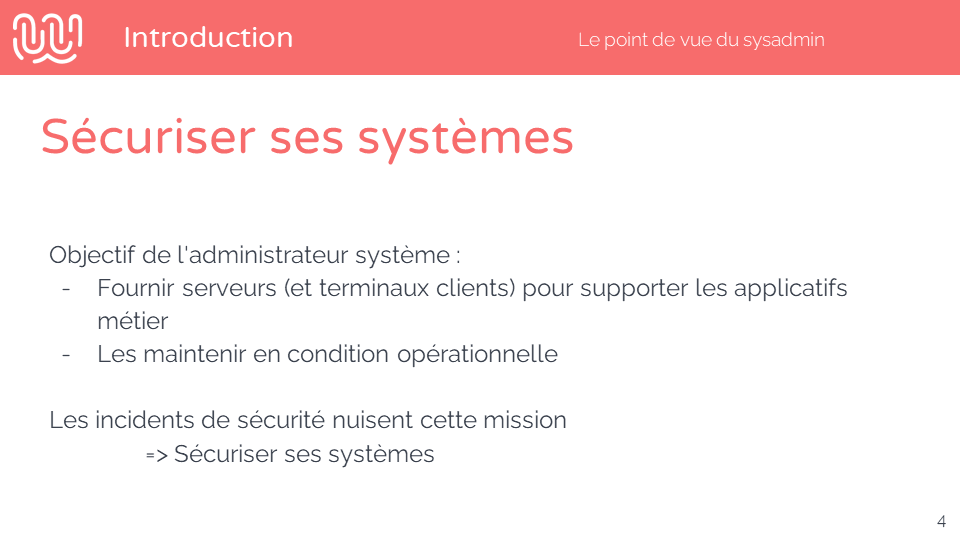 Introduction
Le point de vue du sysadmin
Sécuriser ses systèmes
Objectif de l'administrateur système :
- Fournir serveurs (et terminaux clients) pour supporter les applicatifs
métier
- Les maintenir en condition opérationnelle
Les incidents de sécurité nuisent cette mission
=> Sécuriser ses systèmes
4